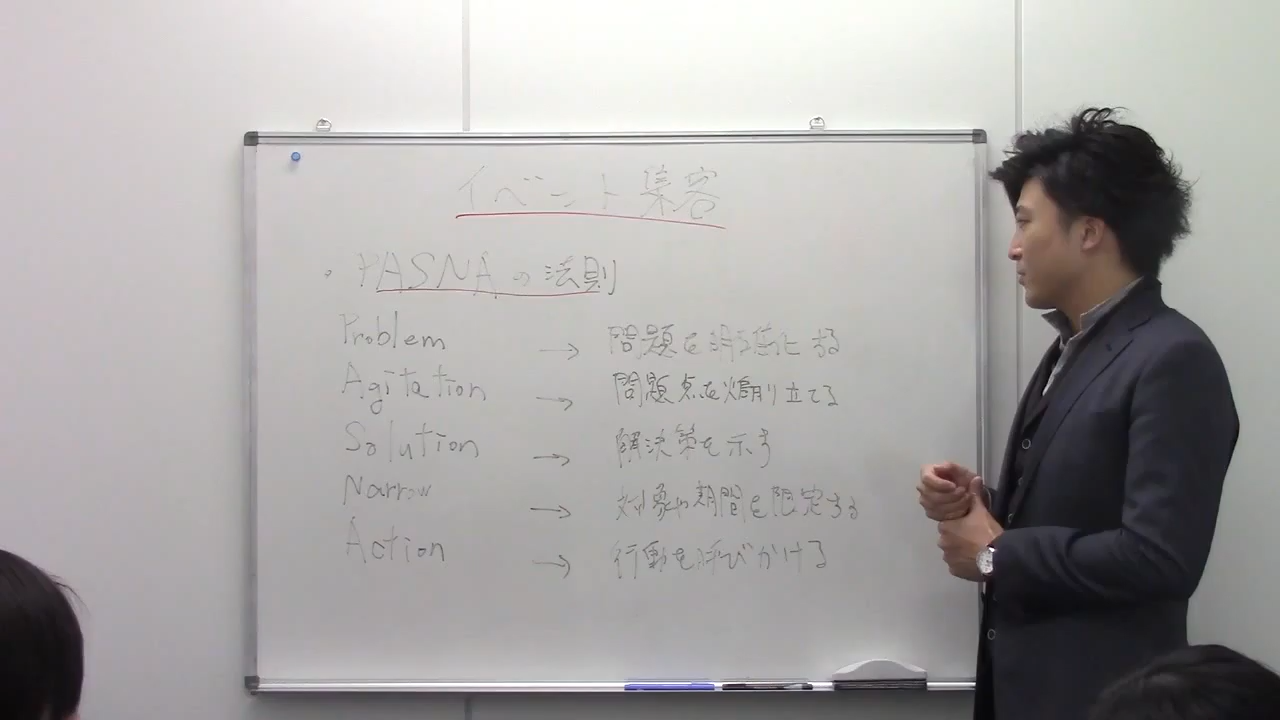 イベント集客
・PASNAの法則
Problem → 問題を明確にする
Agitation → 問題点を煽り立てる
Solution → 解決策を示す
Narrow → 対象や期間を限定する
Action → 行動を呼びかける